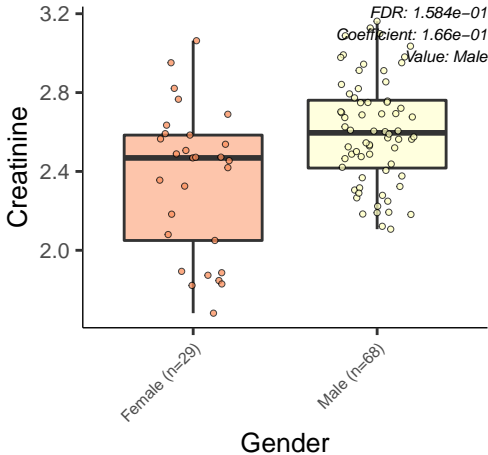 FDR: 1.584e−01
Coefficient: 1.66e−01
Value: Male
3.2
2.8
2.4
2.0
Creatinine
Female (n=29)
Male (n=68)
Gender